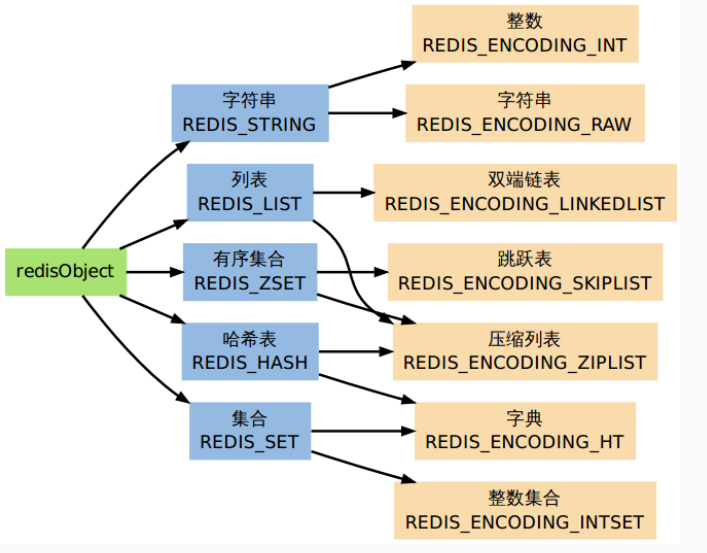 redisObject
字符串
REDIS_STRING
列表
REDIS_LIST
有序集合
REDIS_ZSET
哈希表
REDIS_HASH
集合
REDIS_SET
整数
REDIS_ENCODING_INT
字符串
REDIS_ENCODING_RAW
双端链表
REDIS_ENCODING_LINKEDLIST
跳跃表
REDIS_ENCODING_SKIPLIST
压缩列表
REDIS_ENCODING_ZIPLIST
字典
REDIS_ENCODING_HT
整数集合
REDIS_ENCODING_INTSET